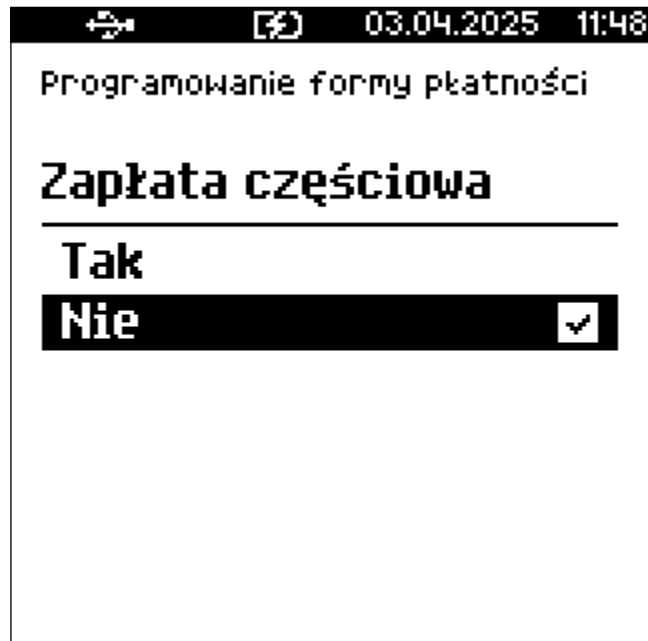 03.04.2025 11:48
Programowanie formy płatności
Zapłata częściowa
Tak
Nie